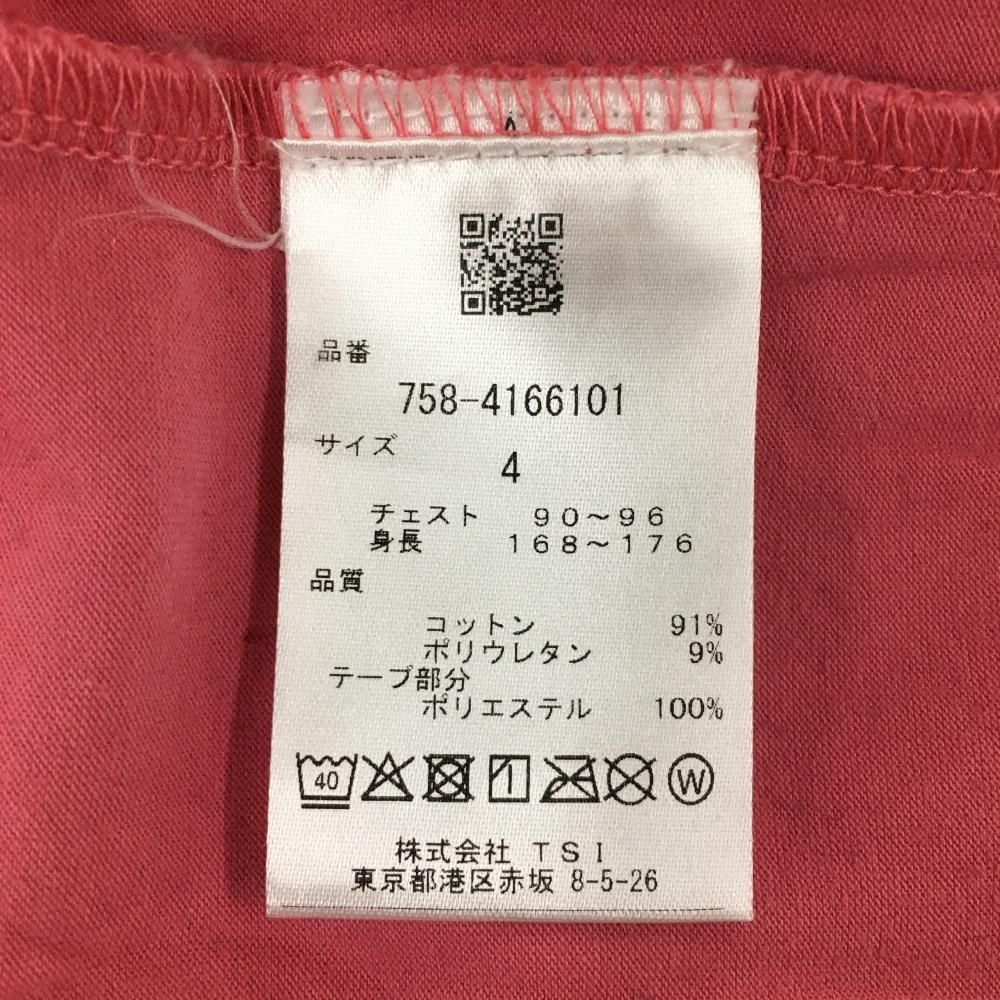 品番
758-4166101
サイズ
4
チェスト 90～96
身長 168～176
品質
コットン 91%
ポリウレタン 9%
テープ部分
ポリエステル 100%
40 W
株式会社 TSI
東京都港区赤坂 8-5-26